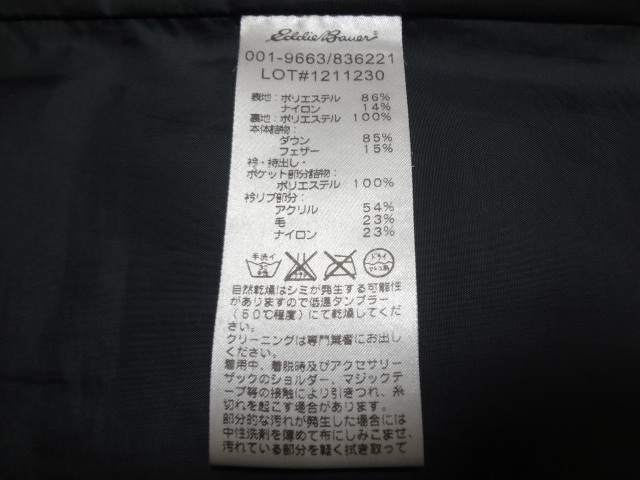 Eddie Bauer
001-9663/836221
LOT#1211230
表地:ポリエステル 86%
ナイロン 14%
裏地:ポリエステル 100%
本体詰物:
ダウン 85%
フェザー 15%
衿・持出し・
ポケット部分詰物:
ポリエステル 100%
衿リブ部分:
アクリル 54%
毛 23%
ナイロン 23%
手洗イ ドライ
自然乾燥はシミが発生する可能性
がありますので低温タンブラー
(50℃程度)にて乾燥してくだ
さい。
クリーニングは専門業者にお出し
ください。
着用中、着脱時及びアクセサリー
ザックのショルダー、マジックテ
ープ等の接触により引きつれ、糸
切れを起こす場合があります。
部分的な汚れが発生した場合には
中性洗剤を薄めて布にしみこませ、
汚れている部分を軽く拭き取って